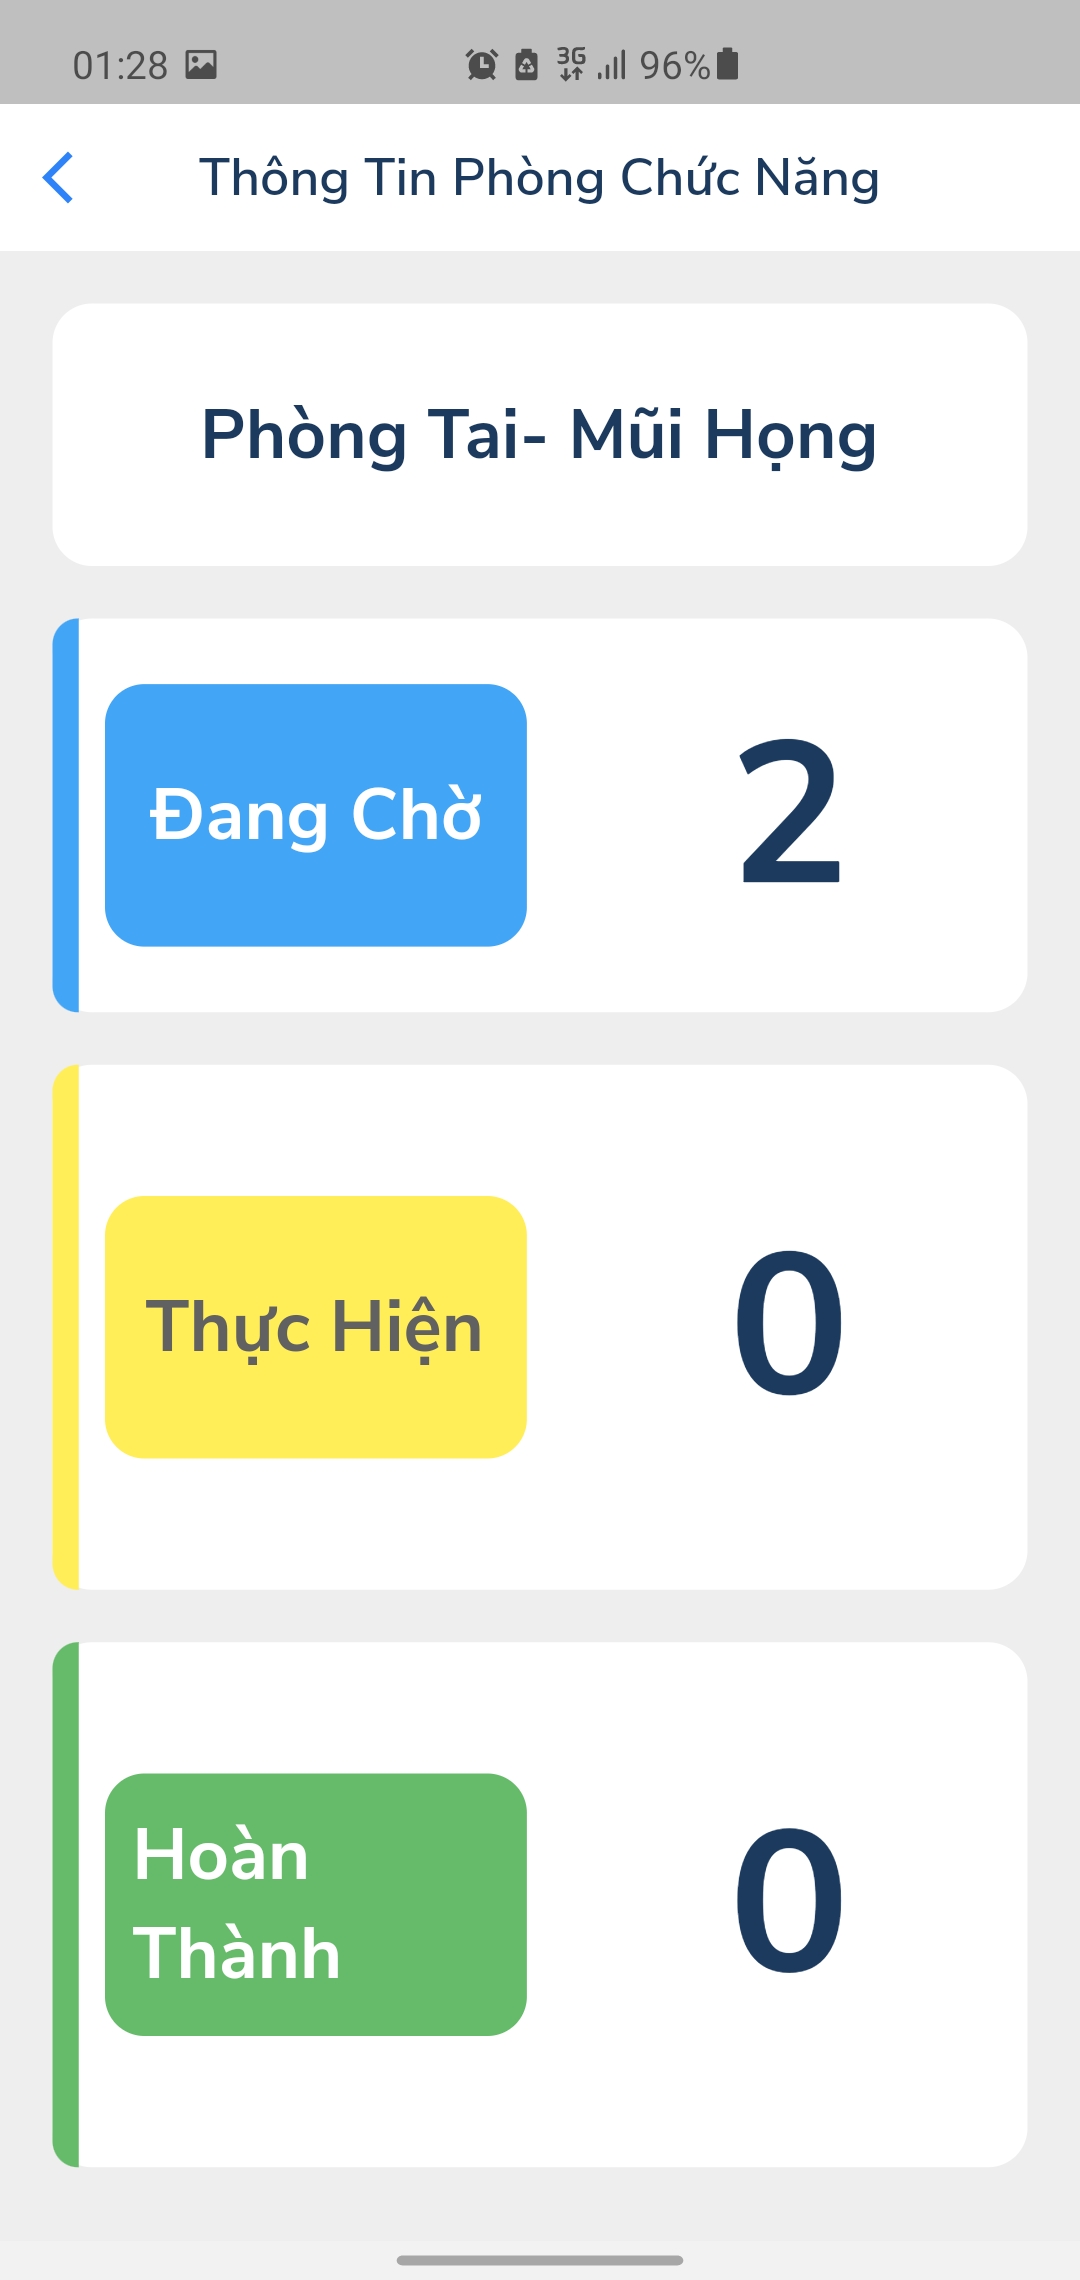 01:28
3G
96%
Thông Tin Phòng Chức Năng
Phòng Tai- Mũi Họng
Đang Chờ
2
Thực Hiện
0
Hoàn
Thành
0